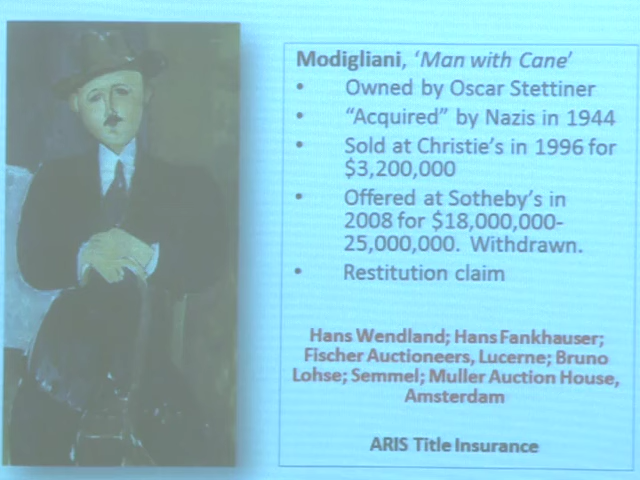 Modigliani, ‘Man with Cane’
• Owned by Oscar Stettiner
• “Acquired” by Nazis in 1944
• Sold at Christie’s in 1996 for
$3,200,000
• Offered at Sotheby’s in
2008 for $18,000,000-
25,000,000. Withdrawn.
• Restitution claim
Hans Wendland; Hans Fankhauser;
Fischer Auctioneers, Lucerne; Bruno
Lohse; Semmel; Muller Auction House,
Amsterdam
ARIS Title Insurance